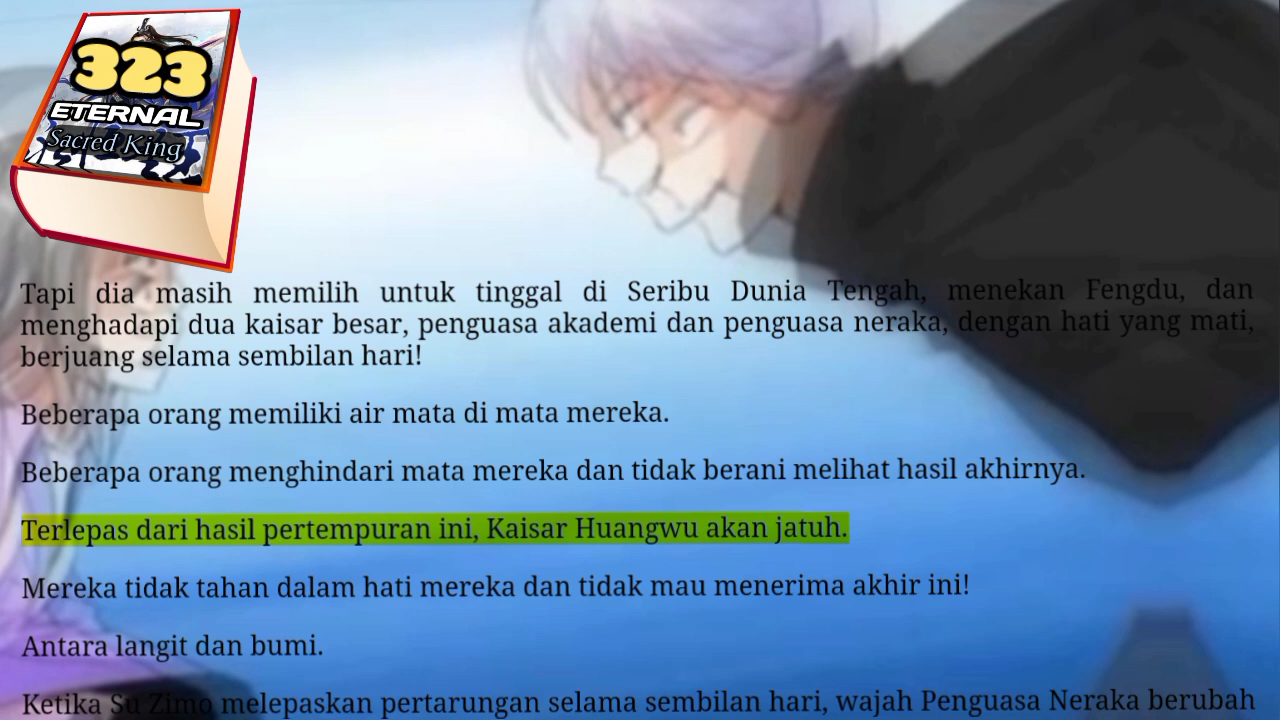 323
ETERNAL
Sacred King
Tapi dia masih memilih untuk tinggal di Seribu Dunia Tengah, menekan Fengdu, dan
menghadapi dua kaisar besar, penguasa akademi dan penguasa neraka, dengan hati yang mati,
berjuang selama sembilan hari!
Beberapa orang memiliki air mata di mata mereka.
Beberapa orang menghindari mata mereka dan tidak berani melihat hasil akhirnya.
Terlepas dari hasil pertempuran ini, Kaisar Huangwu akan jatuh.
Mereka tidak tahan dalam hati mereka dan tidak mau menerima akhir ini!
Antara langit dan bumi.
Ketika Su Zimo melepaskan pertarungan selama sembilan hari, wajah Penguasa Neraka berubah